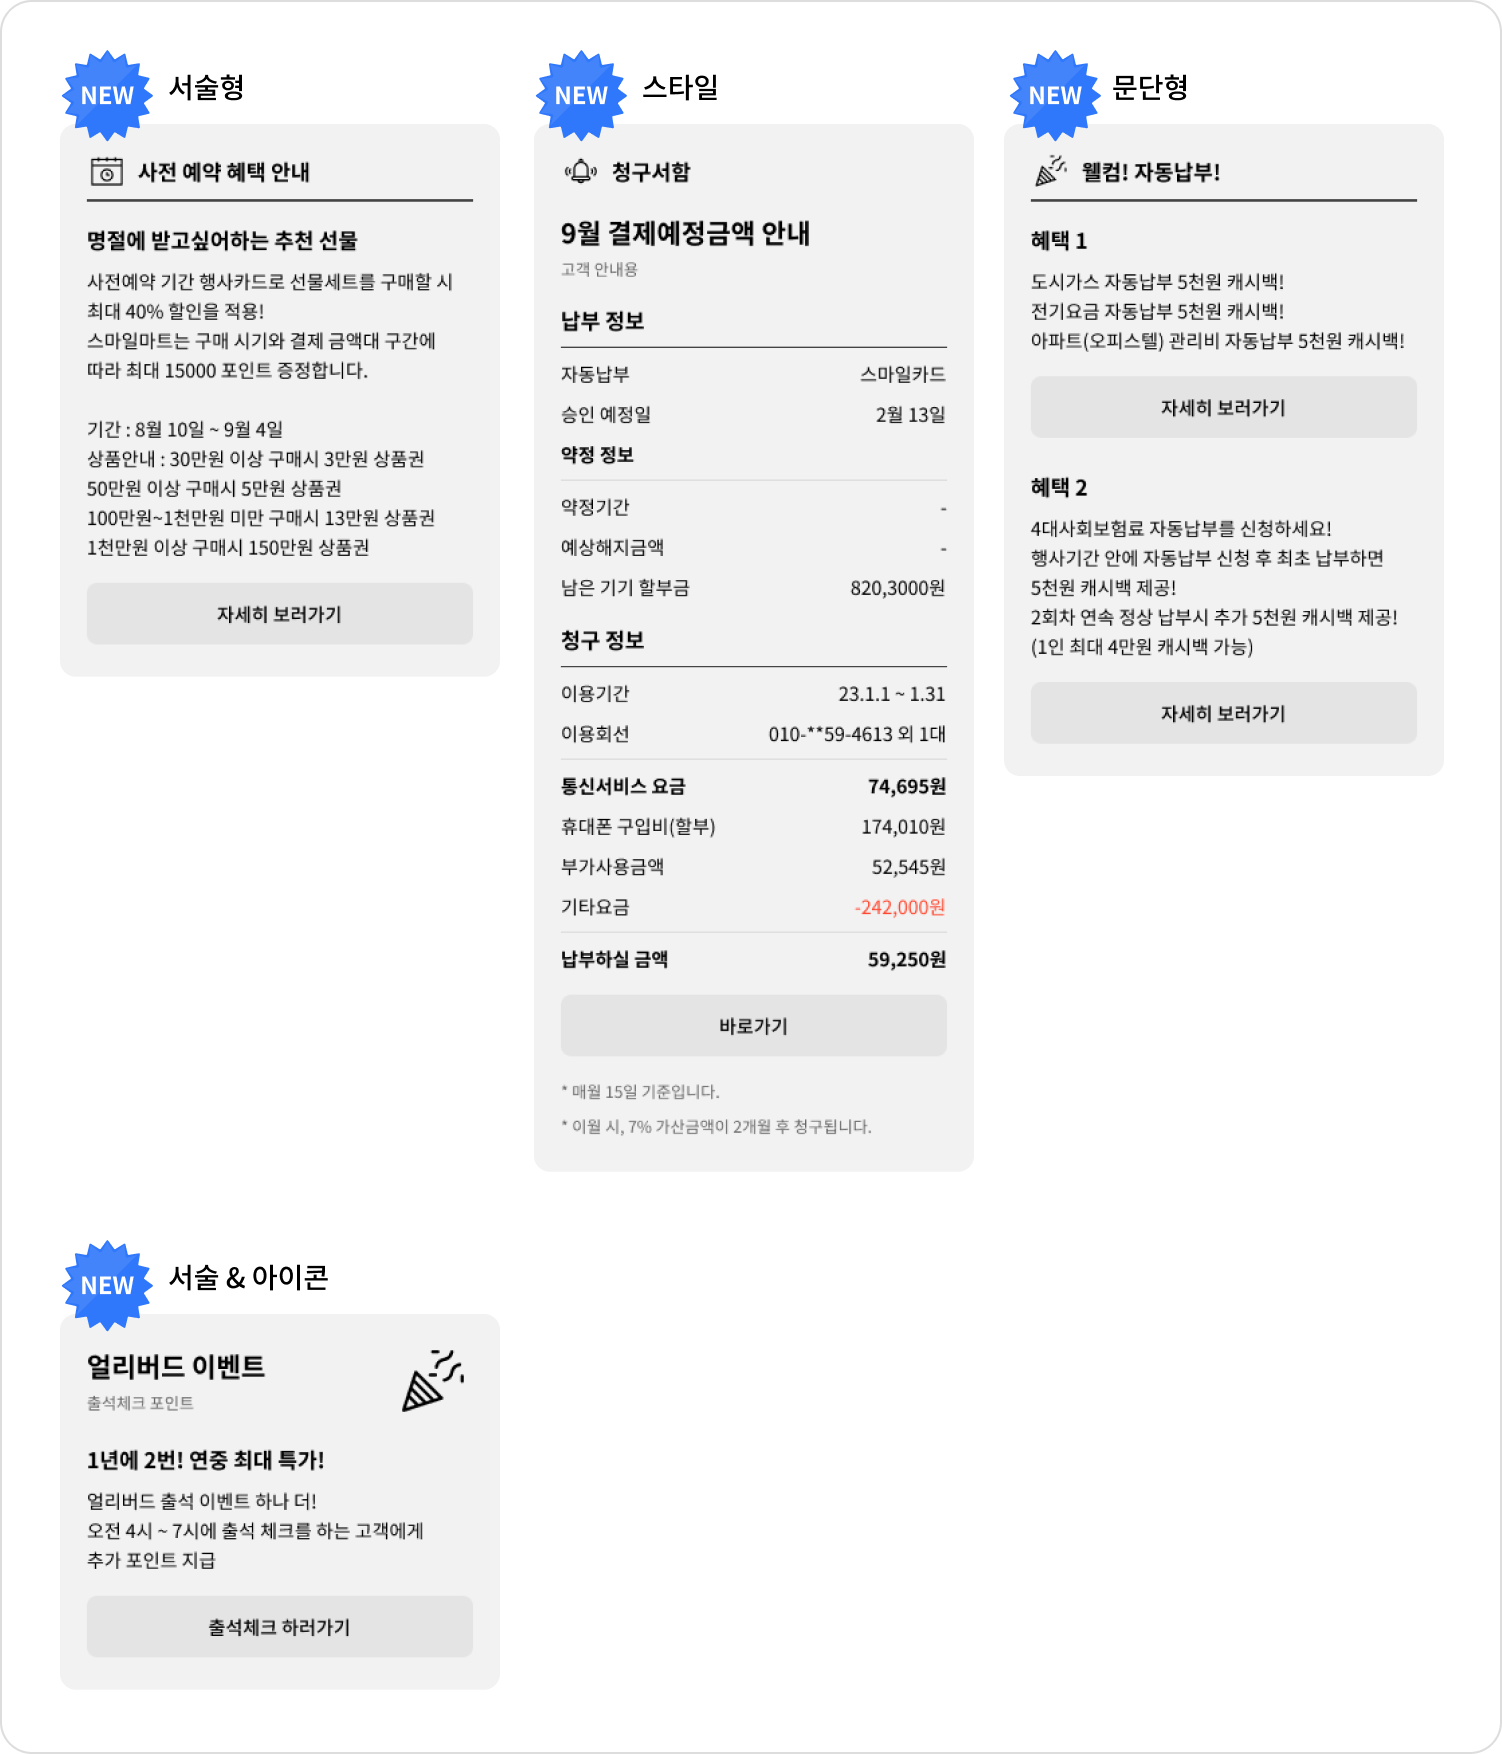 NEW 서술형
사전 예약 혜택 안내
명절에 받고싶어하는 추천 선물
사전예약 기간 행사카드로 선물세트를 구매할 시
최대 40% 할인을 적용!
스마일마트는 구매 시기와 결제 금액대 구간에
따라 최대 15000 포인트 증정합니다.
기간 : 8월 10일 ~ 9월 4일
상품안내 : 30만원 이상 구매시 3만원 상품권
50만원 이상 구매시 5만원 상품권
100만원~1천만원 미만 구매시 13만원 상품권
1천만원 이상 구매시 150만원 상품권
자세히 보러가기
NEW 스타일
청구서함
9월 결제예정금액 안내
고객 안내용
납부 정보
자동납부 스마일카드
승인 예정일 2월 13일
약정 정보
약정기간 -
예상해지금액 -
남은 기기 할부금 820,3000원
청구 정보
이용기간 23.1.1 ~ 1.31
이용회선 010-**59-4613 외 1대
통신서비스 요금 74,695원
휴대폰 구입비(할부) 174,010원
부가사용금액 52,545원
기타요금 -242,000원
납부하실 금액 59,250원
바로가기
* 매월 15일 기준입니다.
* 이월 시, 7% 가산금액이 2개월 후 청구됩니다.
NEW 문단형
웰컴! 자동납부!
혜택 1
도시가스 자동납부 5천원 캐시백!
전기요금 자동납부 5천원 캐시백!
아파트(오피스텔) 관리비 자동납부 5천원 캐시백!
자세히 보러가기
혜택 2
4대사회보험료 자동납부를 신청하세요!
행사기간 안에 자동납부 신청 후 최초 납부하면
5천원 캐시백 제공!
2회차 연속 정상 납부시 추가 5천원 캐시백 제공!
(1인 최대 4만원 캐시백 가능)
자세히 보러가기
NEW 서술 & 아이콘
얼리버드 이벤트
출석체크 포인트
1년에 2번! 연중 최대 특가!
얼리버드 출석 이벤트 하나 더!
오전 4시 ~ 7시에 출석 체크를 하는 고객에게
추가 포인트 지급
출석체크 하러가기